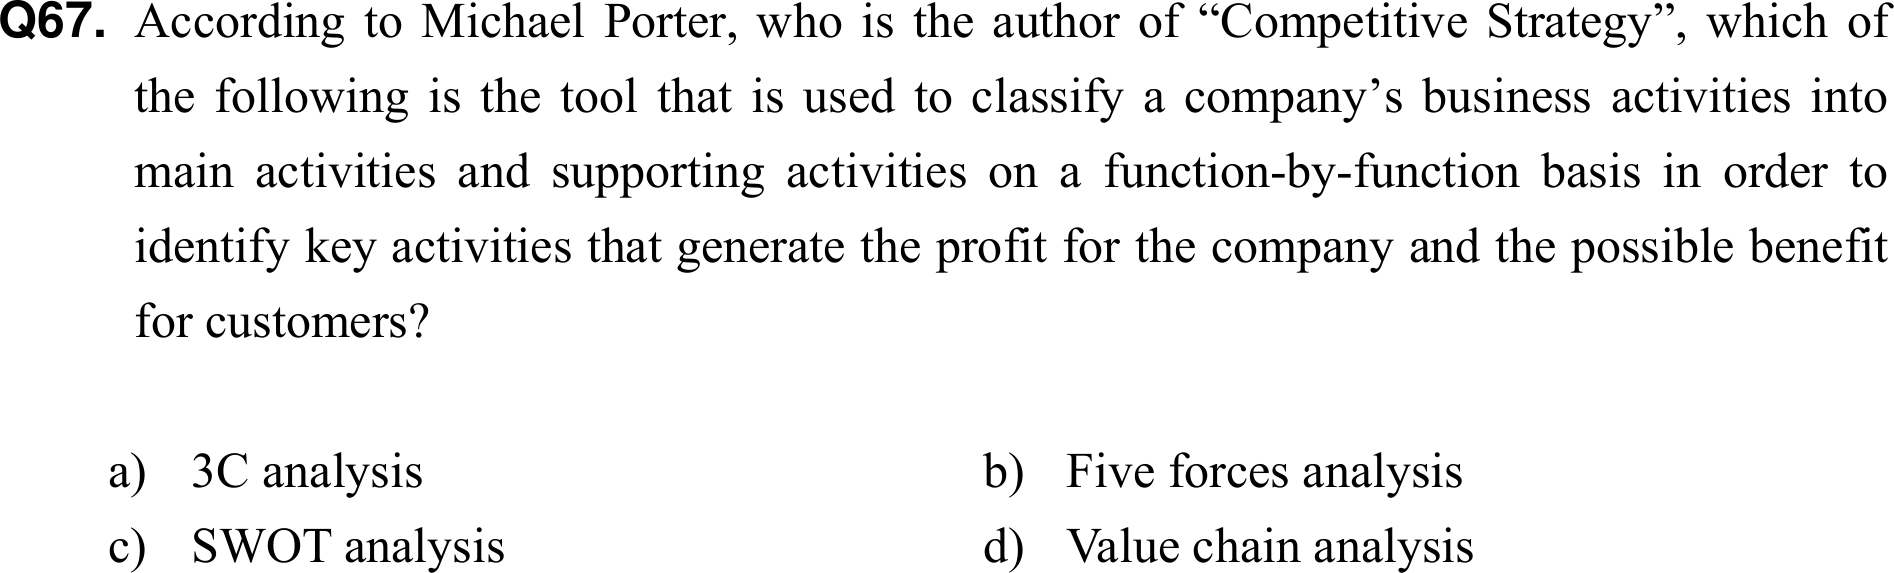 Q67. According to Michael Porter, who is the author of “Competitive Strategy”, which of
the following is the tool that is used to classify a company’s business activities into
main activities and supporting activities on a function-by-function basis in order to
identify key activities that generate the profit for the company and the possible benefit
for customers?
a) 3C analysis b) Five forces analysis
c) SWOT analysis d) Value chain analysis